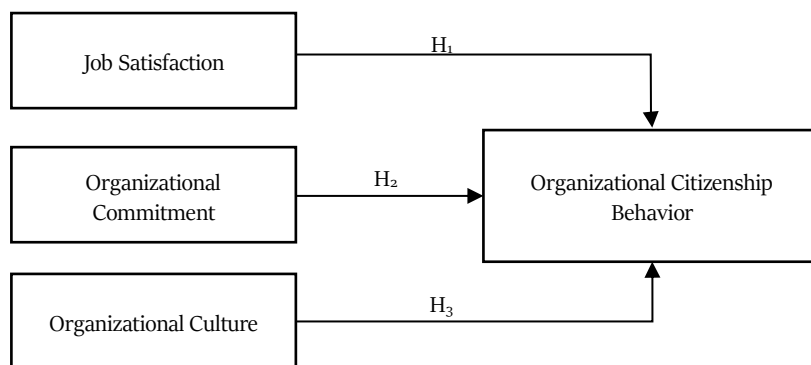 Job Satisfaction
H₁
Organizational
Commitment
H₂
Organizational Citizenship
Behavior
Organizational Culture
H₃